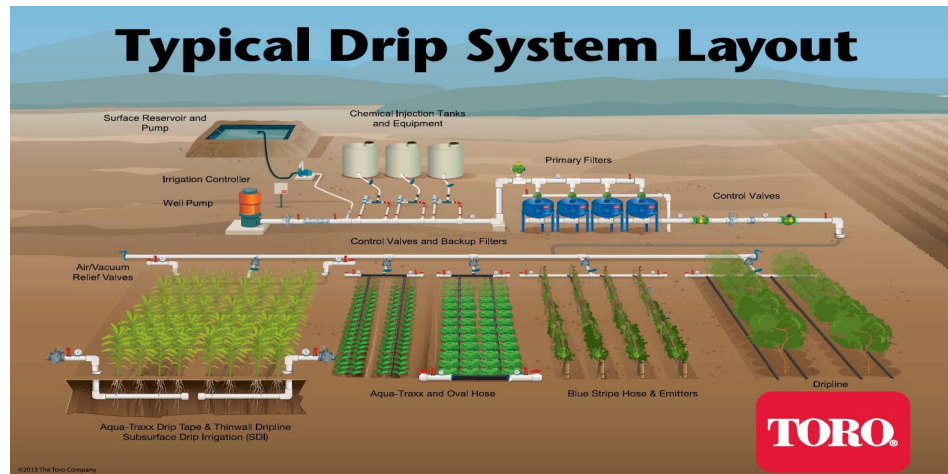 Typical Drip System Layout
Surface Reservoir and
Pump
Chemical Injection Tanks
and Equipment
Irrigation Controller
Primary Filters
Well Pump
Control Valves
Control Valves and Backup Filters
Air/Vacuum
Relief Valves
Dripline
Aqua-Traxx and Oval Hose
Blue Stripe Hose & Emitters
Aqua-Traxx Drip Tape & Thinwall Dripline
Subsurface Drip Irrigation (SDI)
TORO.
©2013 The Toro Company